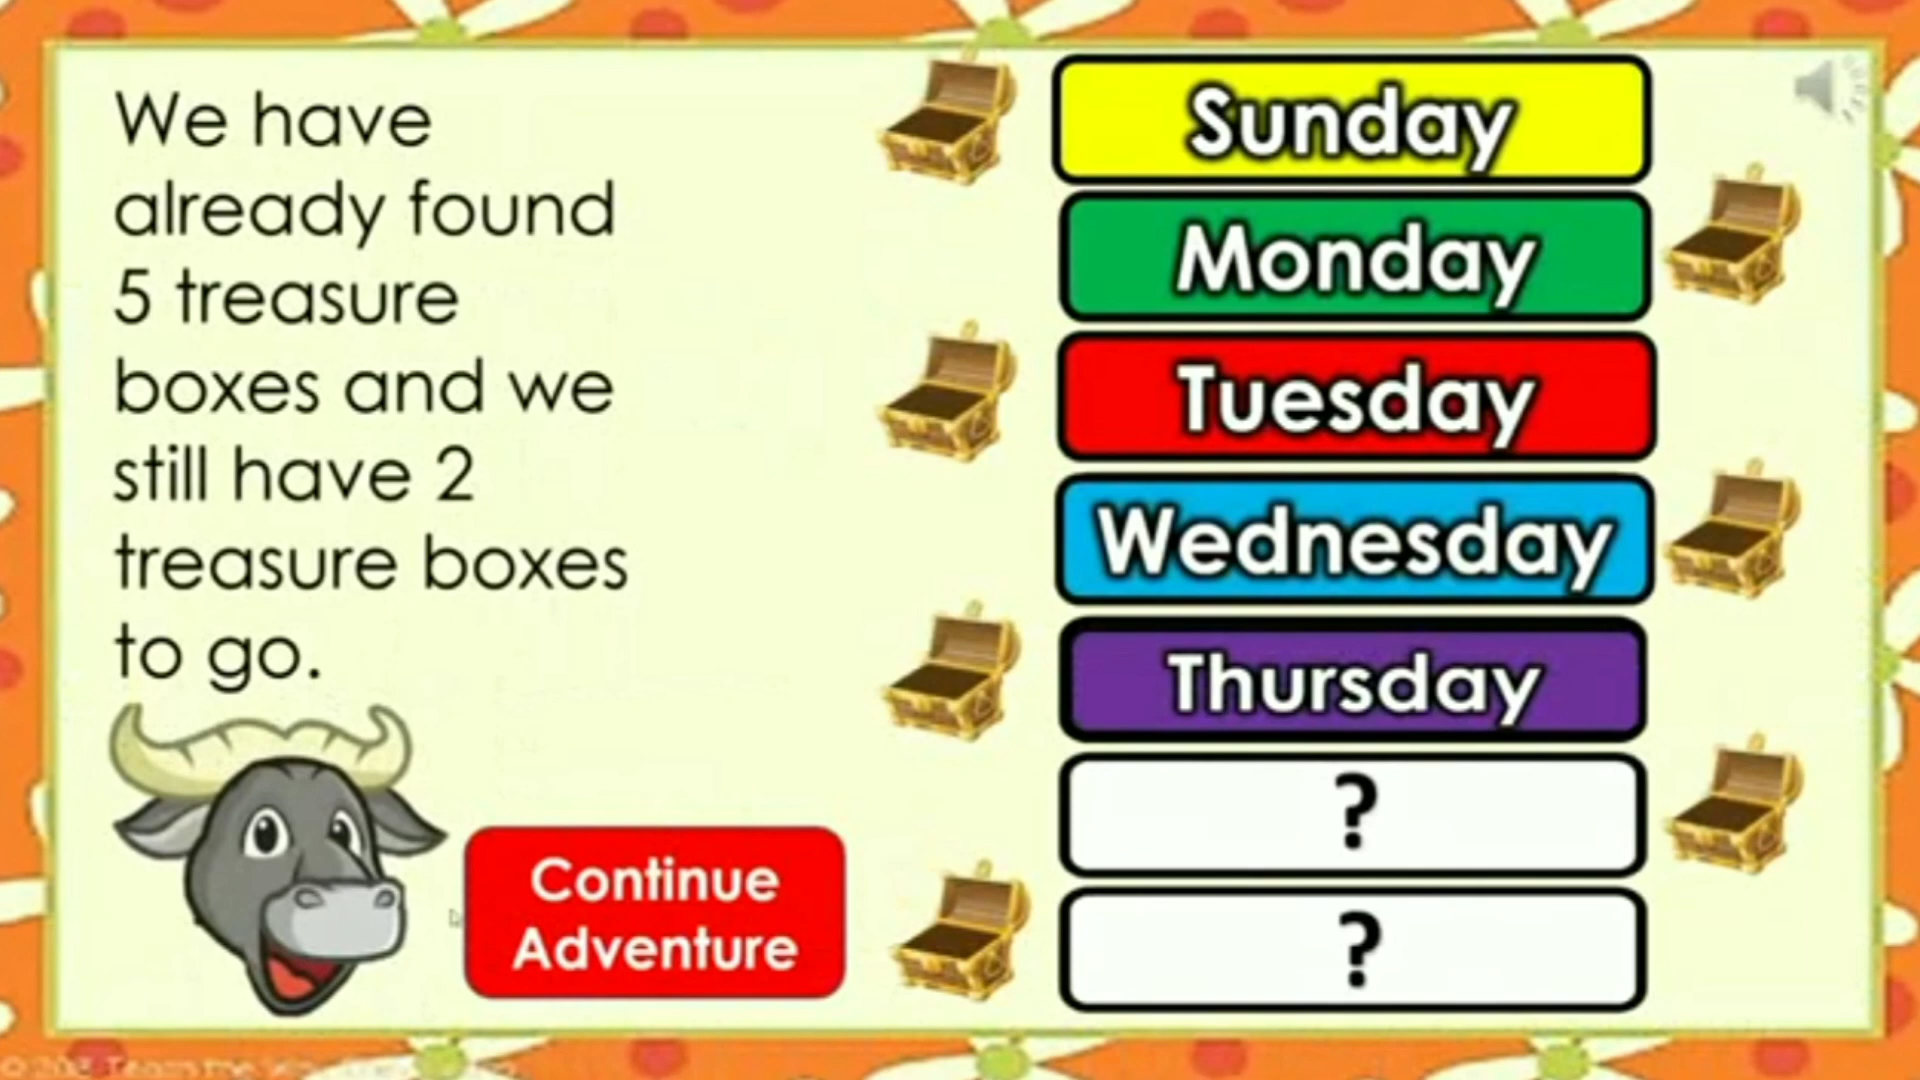 We have
already found
5 treasure
boxes and we
still have 2
treasure boxes
to go.
Continue
Adventure
Sunday
Monday
Tuesday
Wednesday
Thursday
?
?